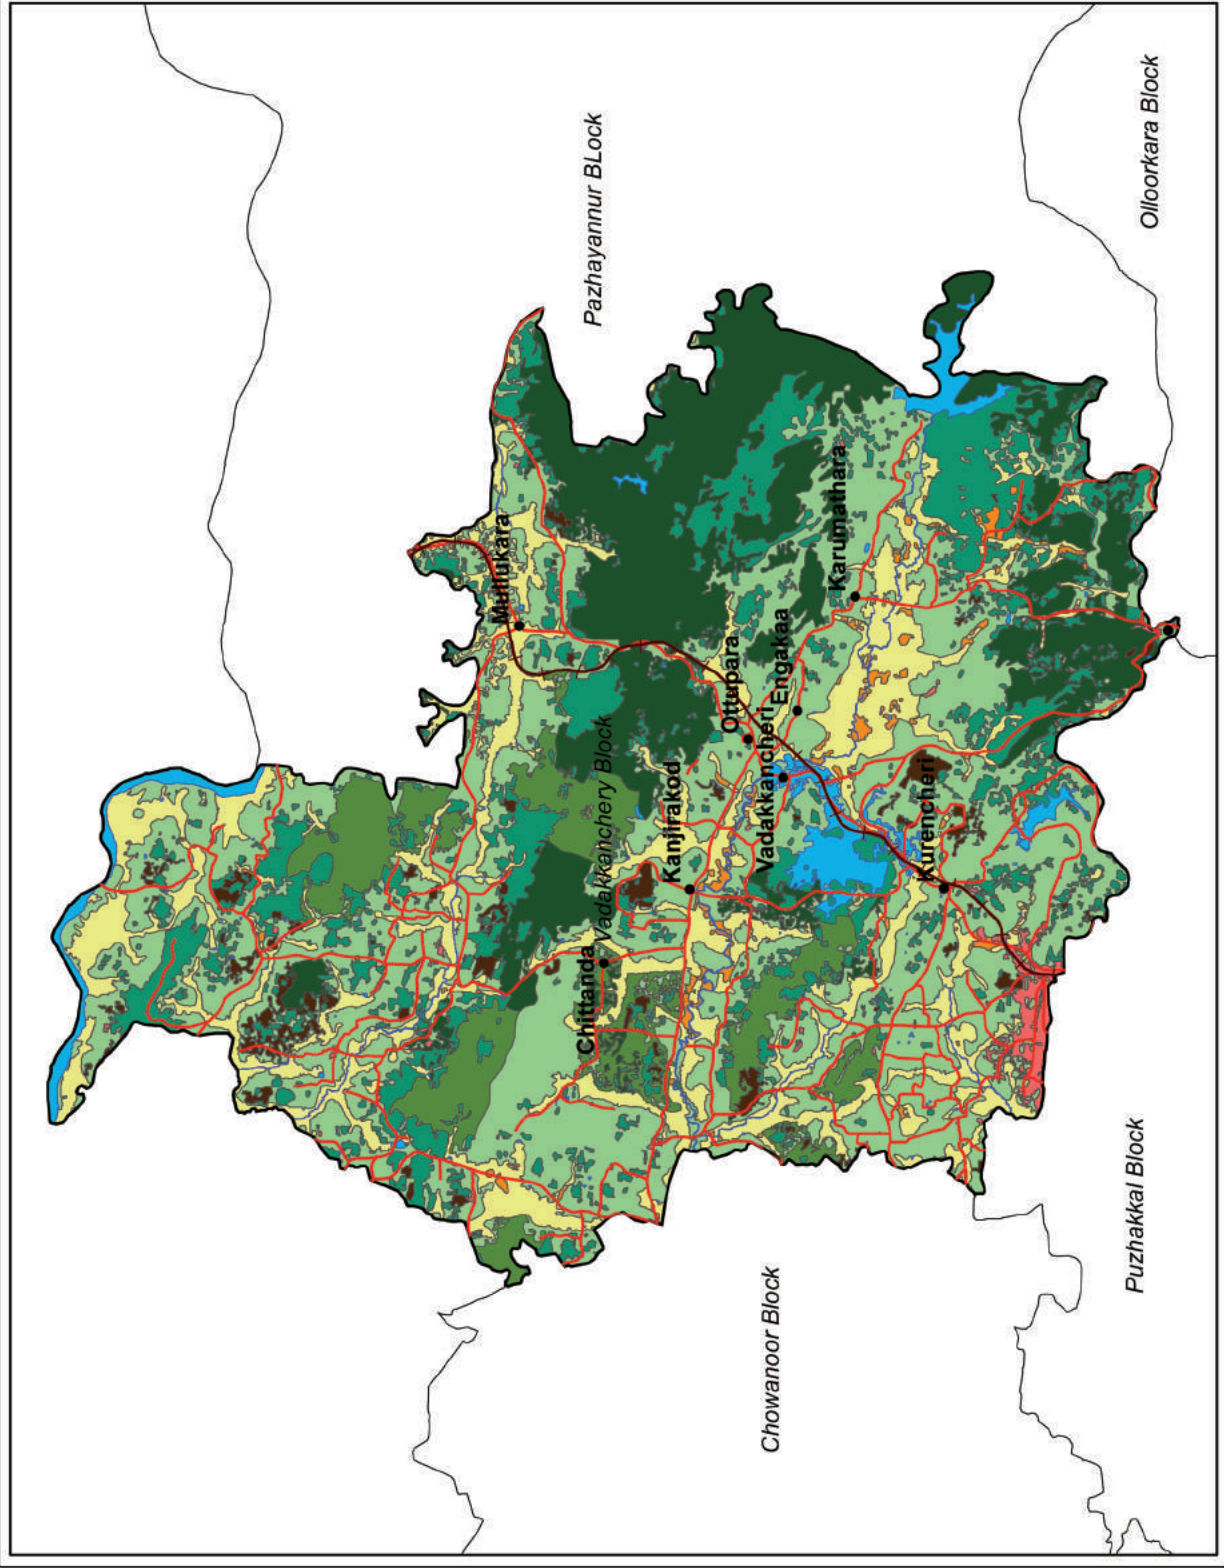 Mullukara
Chittanda
Pazhayannur BLock
Vadakkanchery Block
Kanjirakod
Ottupara
Vadakkancheri
Chowanoor Block
Engakaa
Karumathara
Kurencheri
Puzhakkal Block
Olloorkara Block